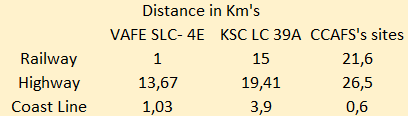 Distance in Km's
VAFE SLC- 4E KSC LC 39A CCAFS's sites
Railway 1 15 21,6
Highway 13,67 19,41 26,5
Coast Line 1,03 3,9 0,6